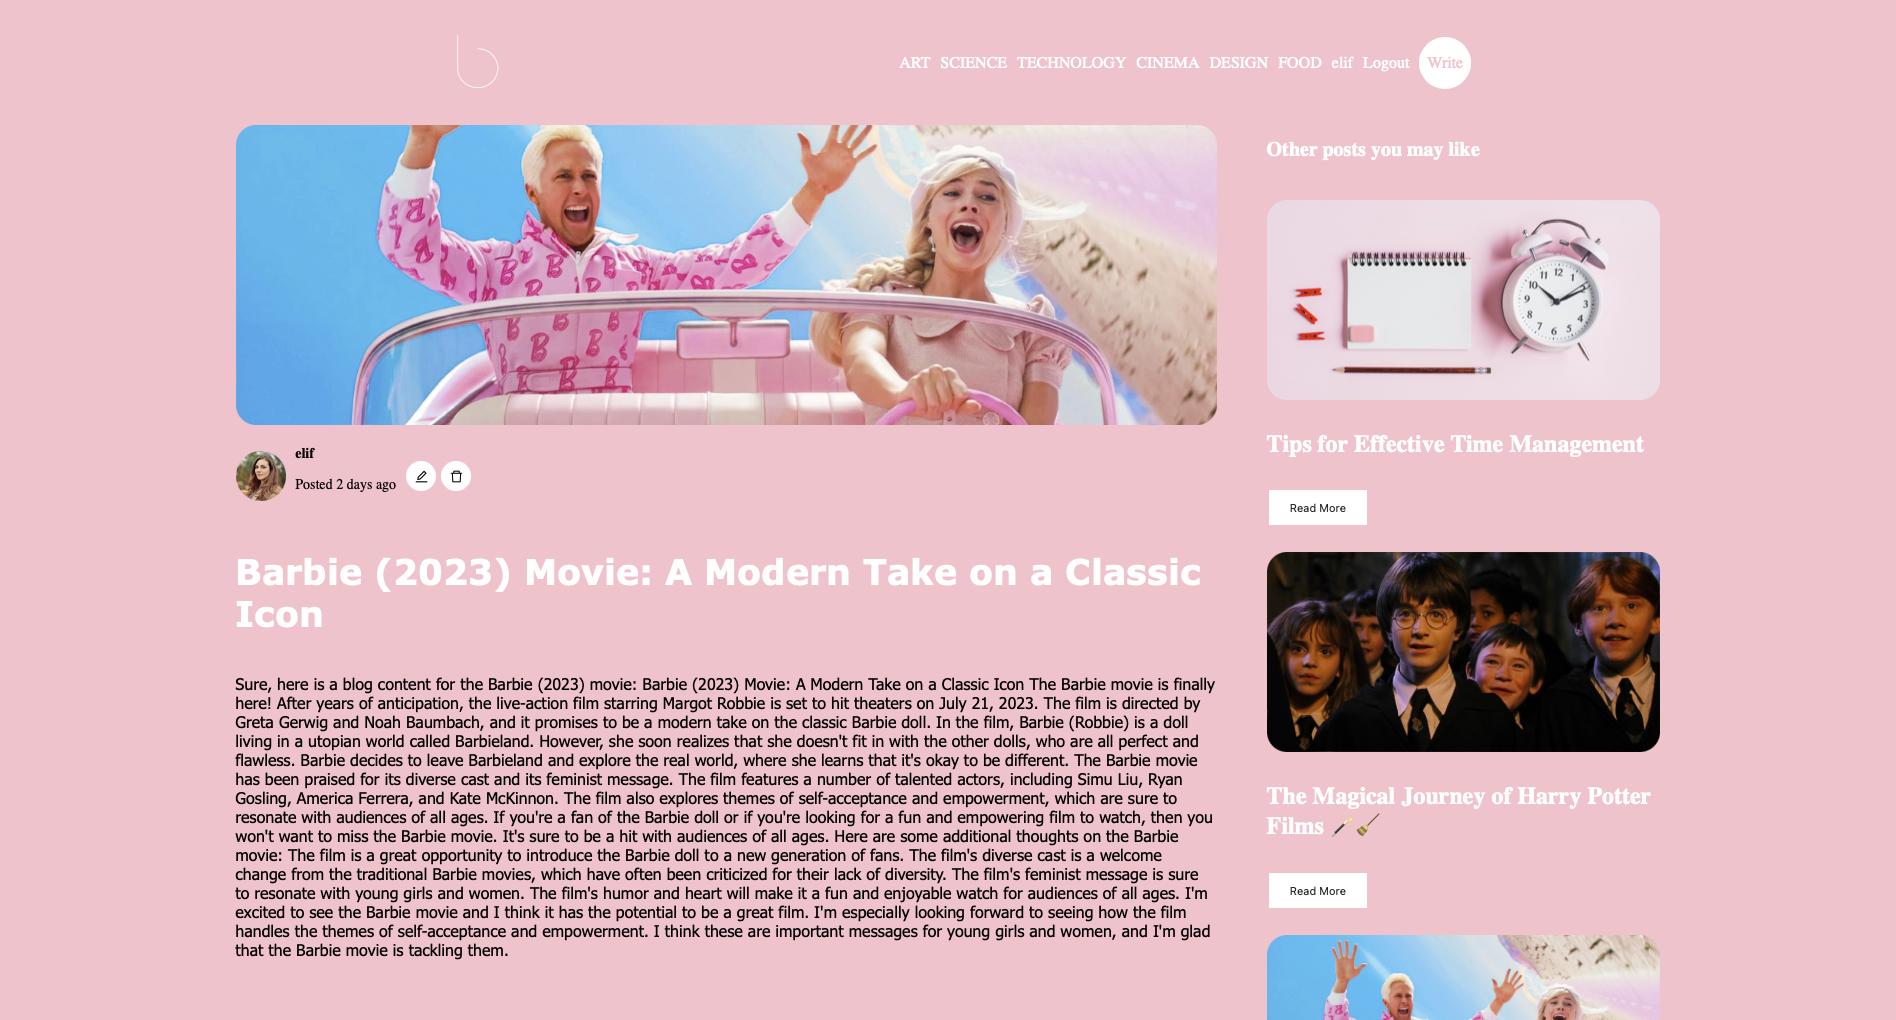 b
ART SCIENCE TECHNOLOGY CINEMA DESIGN FOOD elif Logout Write
elif
Posted 2 days ago
Barbie (2023) Movie: A Modern Take on a Classic
Icon
Sure, here is a blog content for the Barbie (2023) movie: Barbie (2023) Movie: A Modern Take on a Classic Icon The Barbie movie is finally
here! After years of anticipation, the live-action film starring Margot Robbie is set to hit theaters on July 21, 2023. The film is directed by
Greta Gerwig and Noah Baumbach, and it promises to be a modern take on the classic Barbie doll. In the film, Barbie (Robbie) is a doll
living in a utopian world called Barbieland. However, she soon realizes that she doesn't fit in with the other dolls, who are all perfect and
flawless. Barbie decides to leave Barbieland and explore the real world, where she learns that it's okay to be different. The Barbie movie
has been praised for its diverse cast and its feminist message. The film features a number of talented actors, including Simu Liu, Ryan
Gosling, America Ferrera, and Kate McKinnon. The film also explores themes of self-acceptance and empowerment, which are sure to
resonate with audiences of all ages. If you're a fan of the Barbie doll or if you're looking for a fun and empowering film to watch, then you
won't want to miss the Barbie movie. It's sure to be a hit with audiences of all ages. Here are some additional thoughts on the Barbie
movie: The film is a great opportunity to introduce the Barbie doll to a new generation of fans. The film's diverse cast is a welcome
change from the traditional Barbie movies, which have often been criticized for their lack of diversity. The film's feminist message is sure
to resonate with young girls and women. The film's humor and heart will make it a fun and enjoyable watch for audiences of all ages. I'm
excited to see the Barbie movie and I think it has the potential to be a great film. I'm especially looking forward to seeing how the film
handles the themes of self-acceptance and empowerment. I think these are important messages for young girls and women, and I'm glad
that the Barbie movie is tackling them.
Other posts you may like
Tips for Effective Time Management
Read More
The Magical Journey of Harry Potter
Films 🪄🧹
Read More